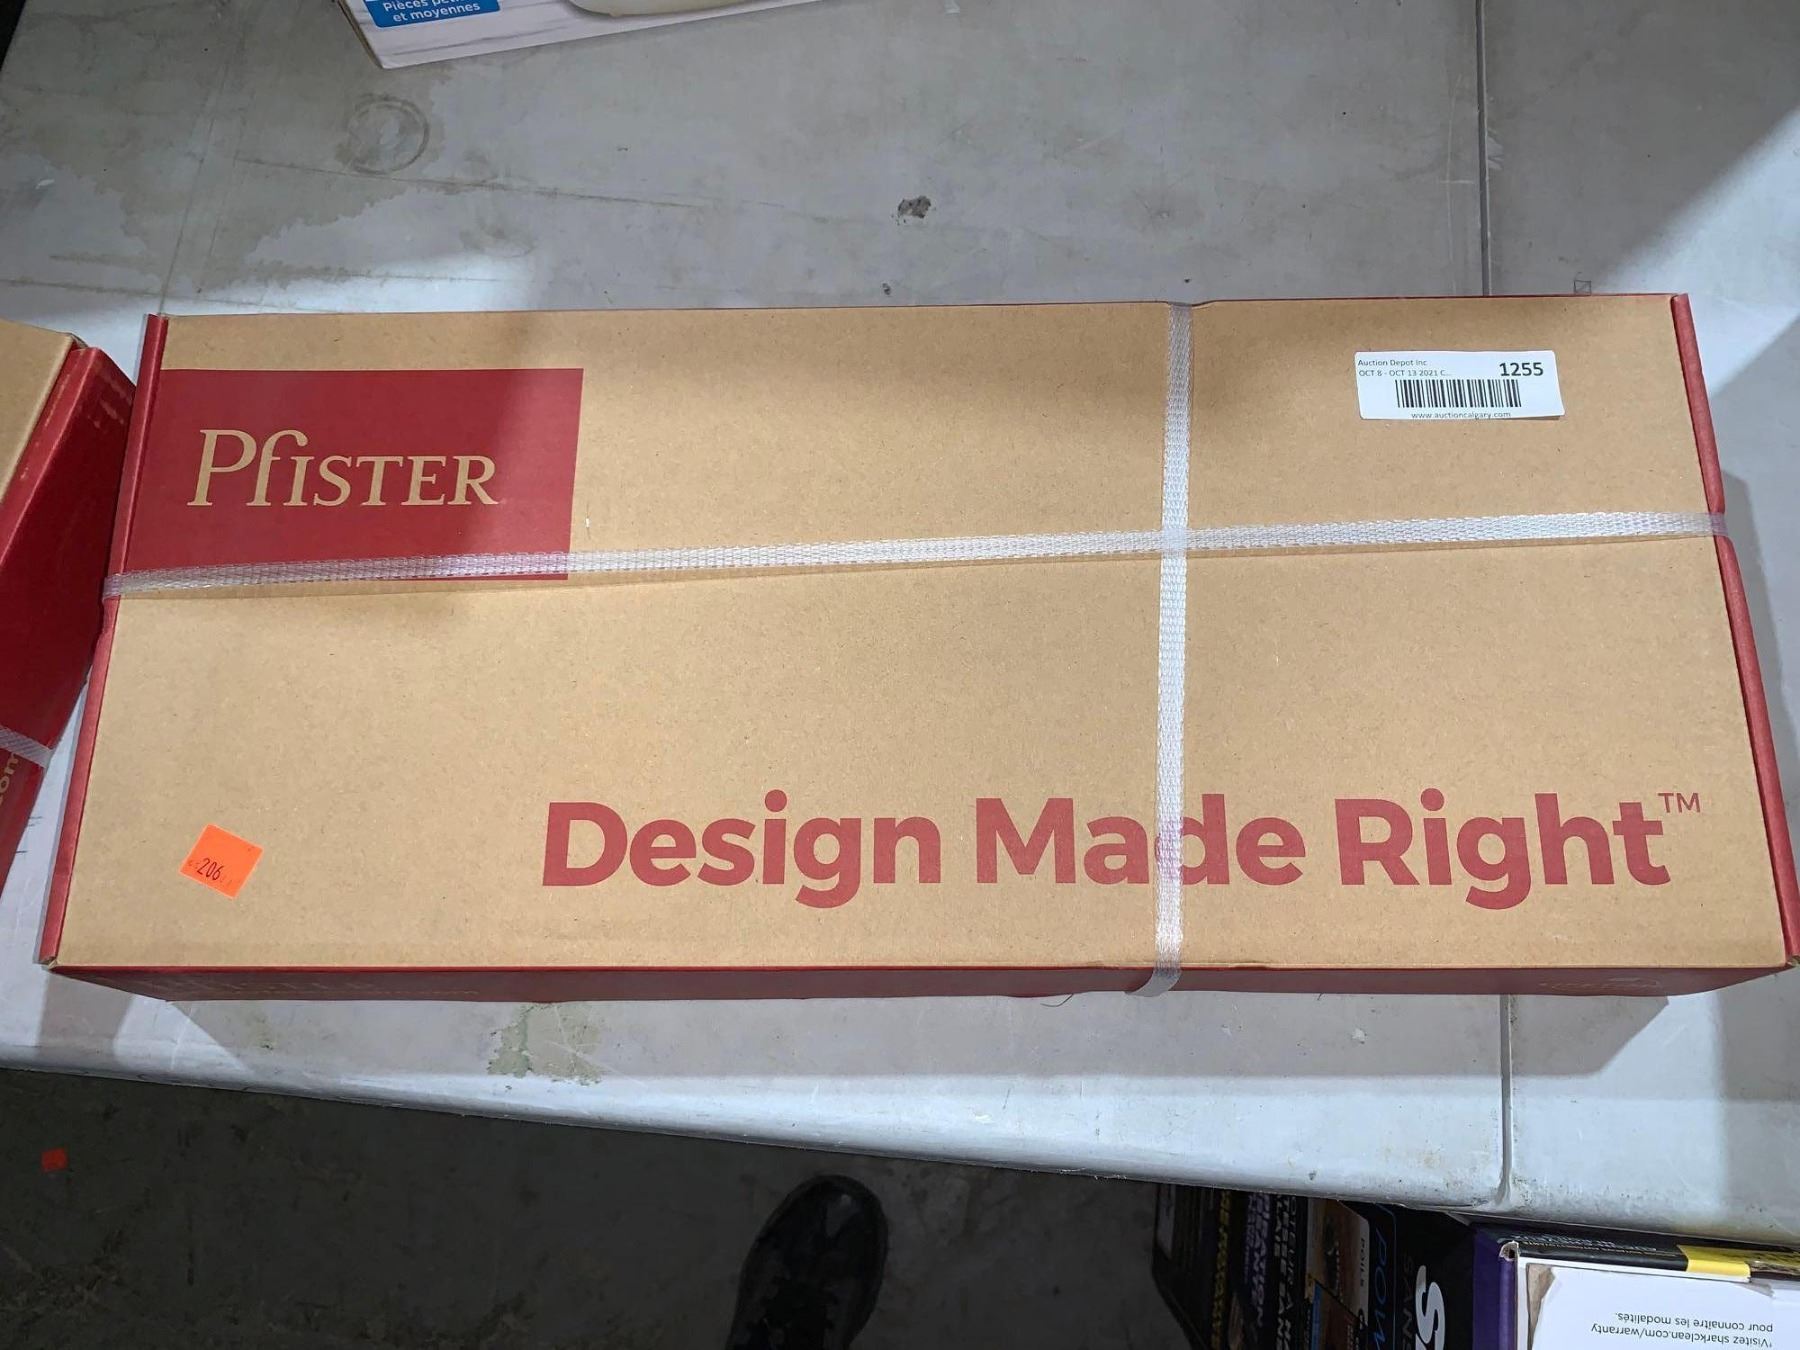 Pièces
et moyennes
Auction Depot Inc
OCT 8 - OCT 13 2021 C...
1255
www.auctioncalgary.com
Pfister
206
Design Made Right™
com
*Visitez sharkclean.com/warranty
pour connaître les modalités.